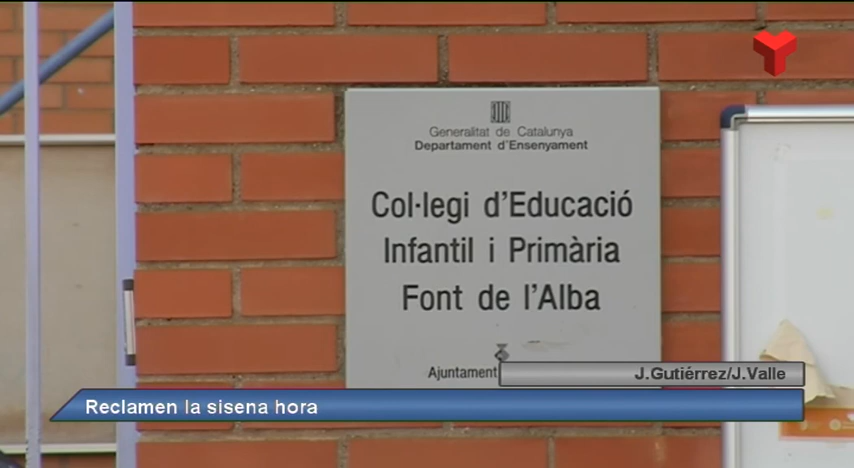 Generalitat de Catalunya
Departament d'Ensenyament
Col·legi d'Educació
Infantil i Primària
Font de l'Alba
Ajuntament
J.Gutiérrez/J.Valle
Reclamen la sisena hora